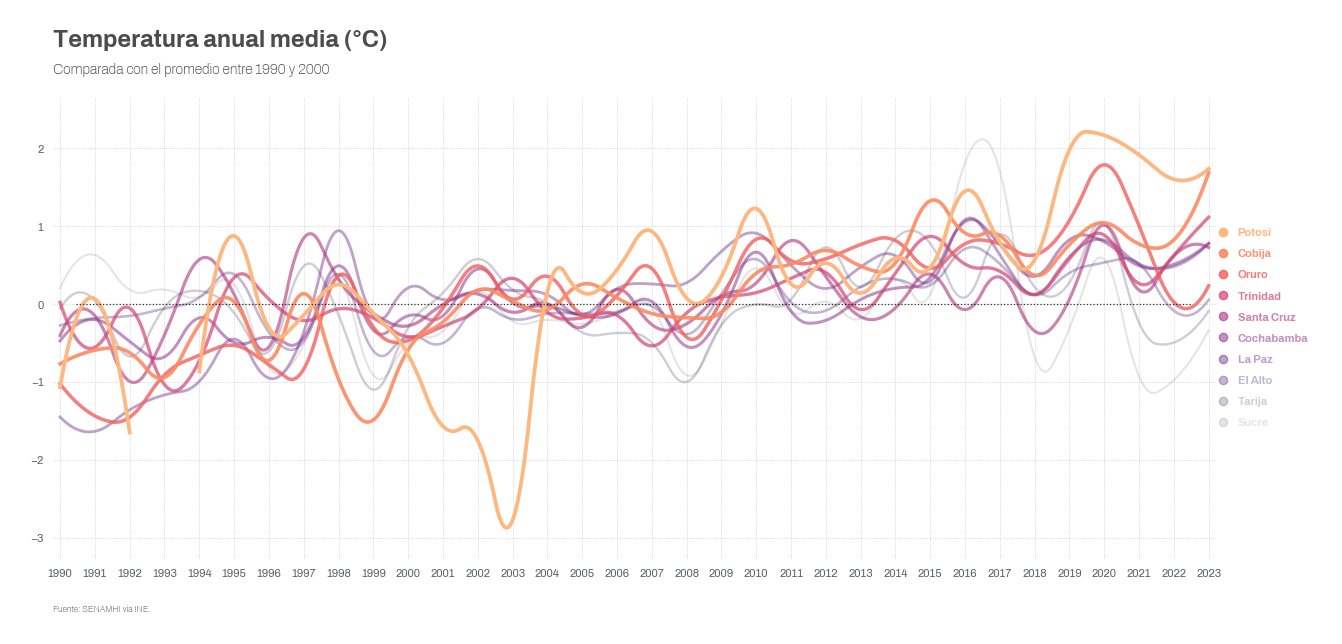 Temperatura anual media (°C)
Comparada con el promedio entre 1990 y 2000
2
1
0
−1
−2
−3
1990 1991 1992 1993 1994 1995 1996 1997 1998 1999 2000 2001 2002 2003 2004 2005 2006 2007 2008 2009 2010 2011 2012 2013 2014 2015 2016 2017 2018 2019 2020 2021 2022 2023
Potosí
Cobija
Oruro
Trinidad
Santa Cruz
Cochabamba
La Paz
El Alto
Tarija
Sucre
Fuente: SENAMHI via INE.